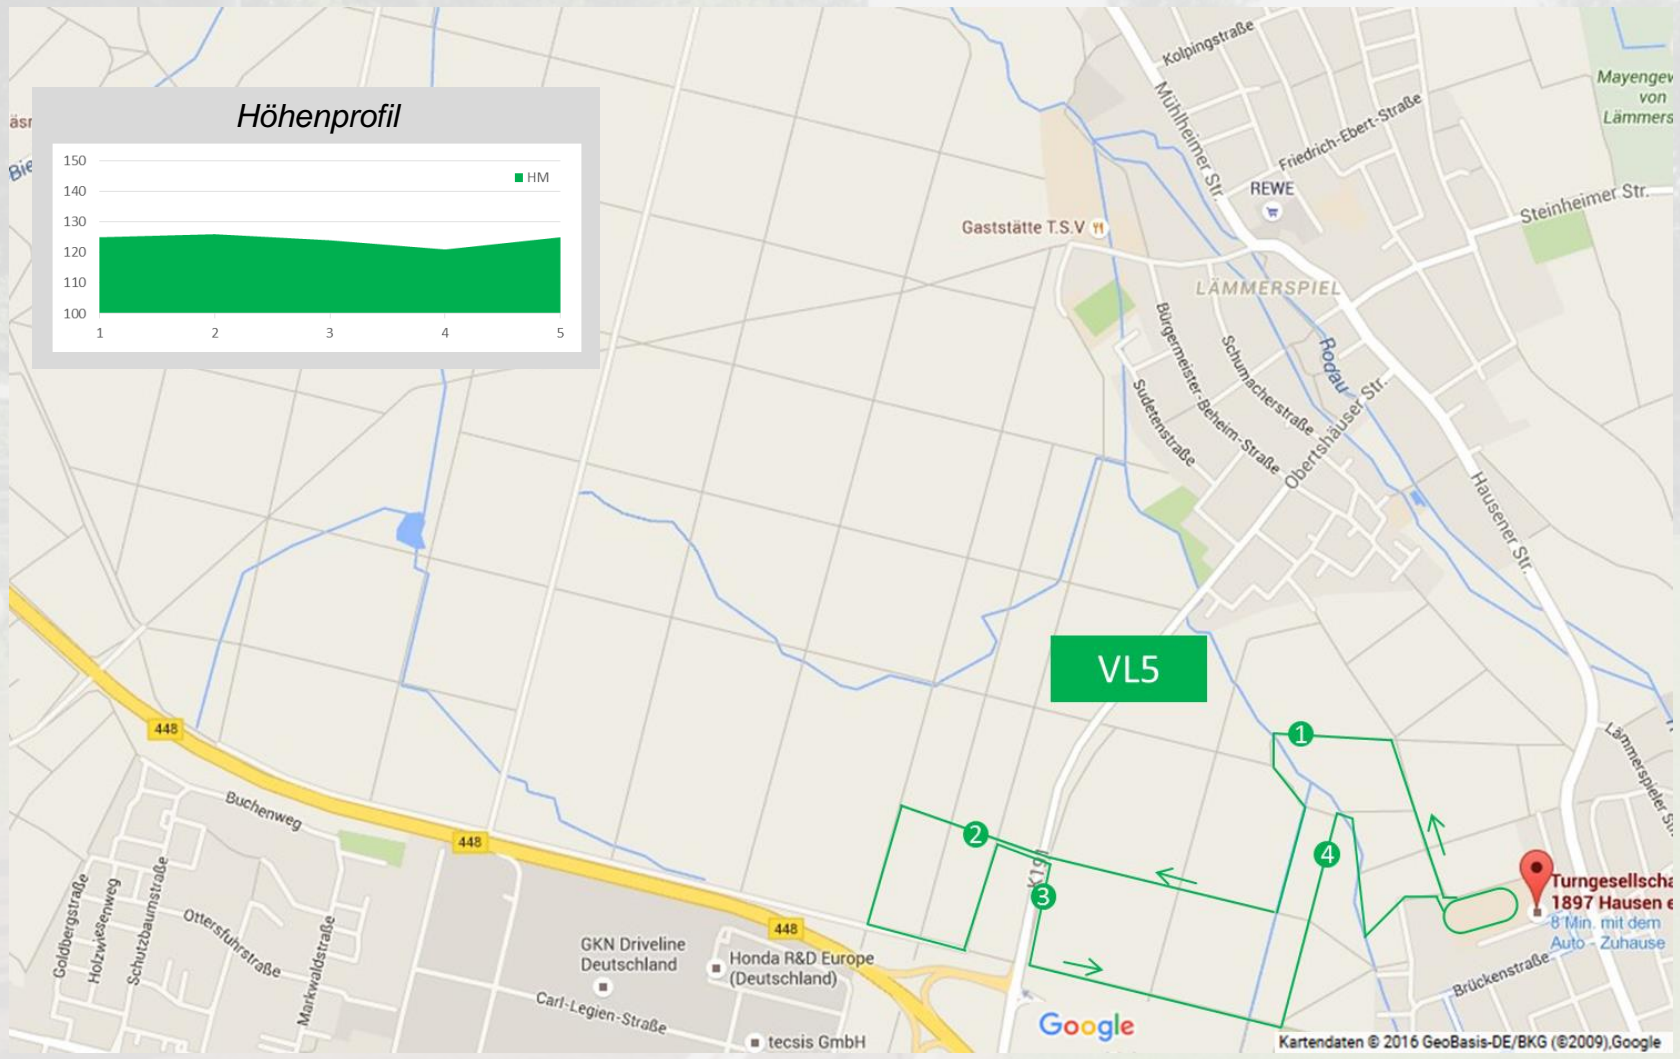 Höhenprofil
150
140
130
120
110
100
HM
1 2 3 4 5
Kolpingstraße
Mühlheimer Str.
Friedrich-Ebert-Straße
REWE
Steinheimer Str.
Gaststätte T.S.V
LÄMMERSPIEL
Bürgermeister-Beheim-Straße
Schumacherstraße
Sudetenstraße
Rodau
Obertshäuser Str.
Hausener Str.
Mayengew
von
Lämmers
VL5
1
2
3
4
K191
448
448
448
Buchenweg
Goldbergstraße
Holzwiesenweg
Schutzbaumstraße
Ottersfuhrstraße
Markwaldstraße
GKN Driveline
Deutschland
Honda R&D Europe
(Deutschland)
Carl-Legien-Straße
tecsis GmbH
Lämmerspieler
Turngesellscha
1897 Hausen e
8 Min. mit dem
Auto - Zuhause
Brückenstraße
Google
Kartendaten © 2016 GeoBasis-DE/BKG (©2009),Google